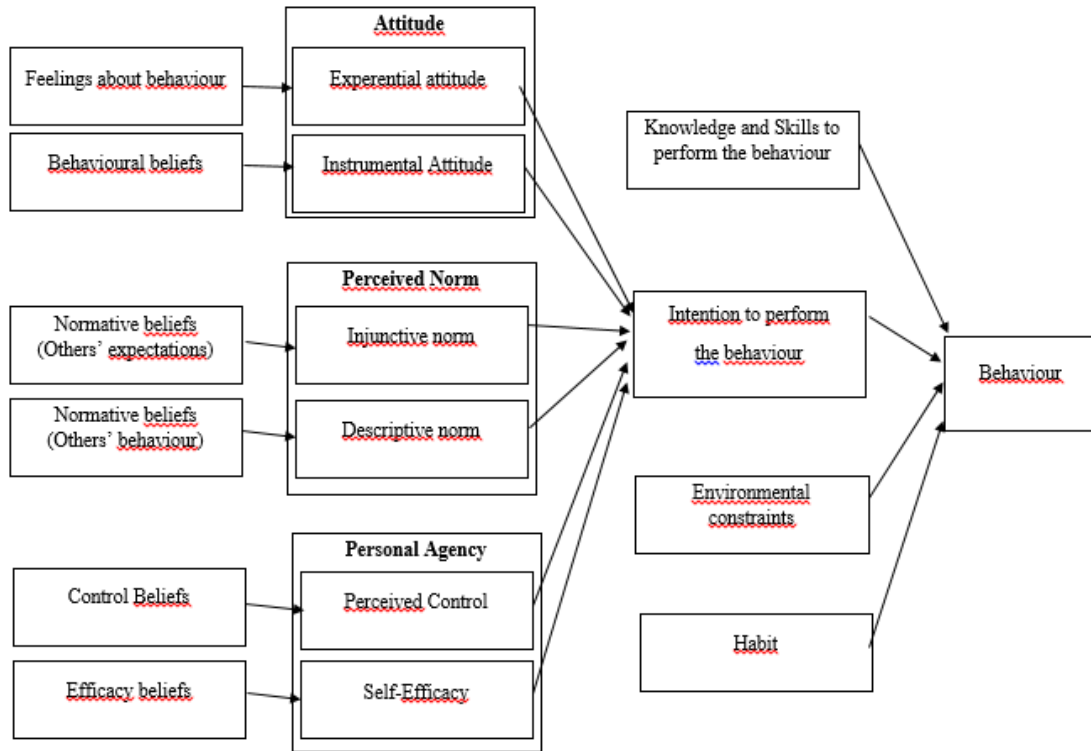 Attitude
Feelings about behaviour
Experential attitude
Behavioural beliefs
Instrumental Attitude
Knowledge and Skills to
perform the behaviour
Perceived Norm
Normative beliefs
(Others’ expectations)
Injunctive norm
Normative beliefs
(Others’ behaviour)
Descriptive norm
Intention to perform
the behaviour
Behaviour
Environmental
constraints
Personal Agency
Control Beliefs
Perceived Control
Efficacy beliefs
Self-Efficacy
Habit